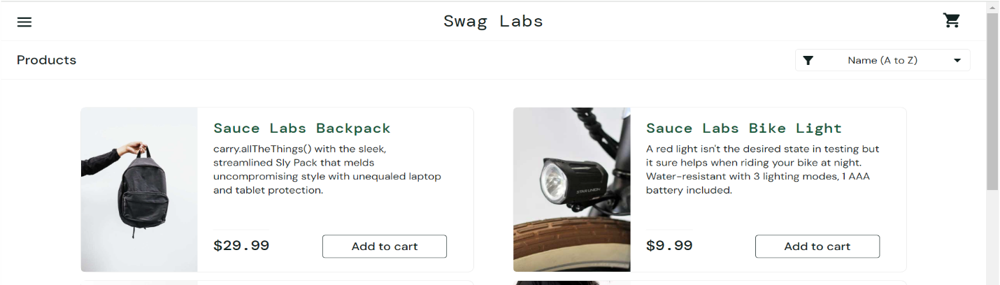 Swag Labs
Products
Name (A to Z)
Sauce Labs Backpack
carry.allTheThings() with the sleek,
streamlined Sly Pack that melds
uncompromising style with unequaled laptop
and tablet protection.
$29.99
Add to cart
Sauce Labs Bike Light
A red light isn't the desired state in testing but
it sure helps when riding your bike at night.
Water-resistant with 3 lighting modes, 1 AAA
battery included.
STAR UNION
$9.99
Add to cart